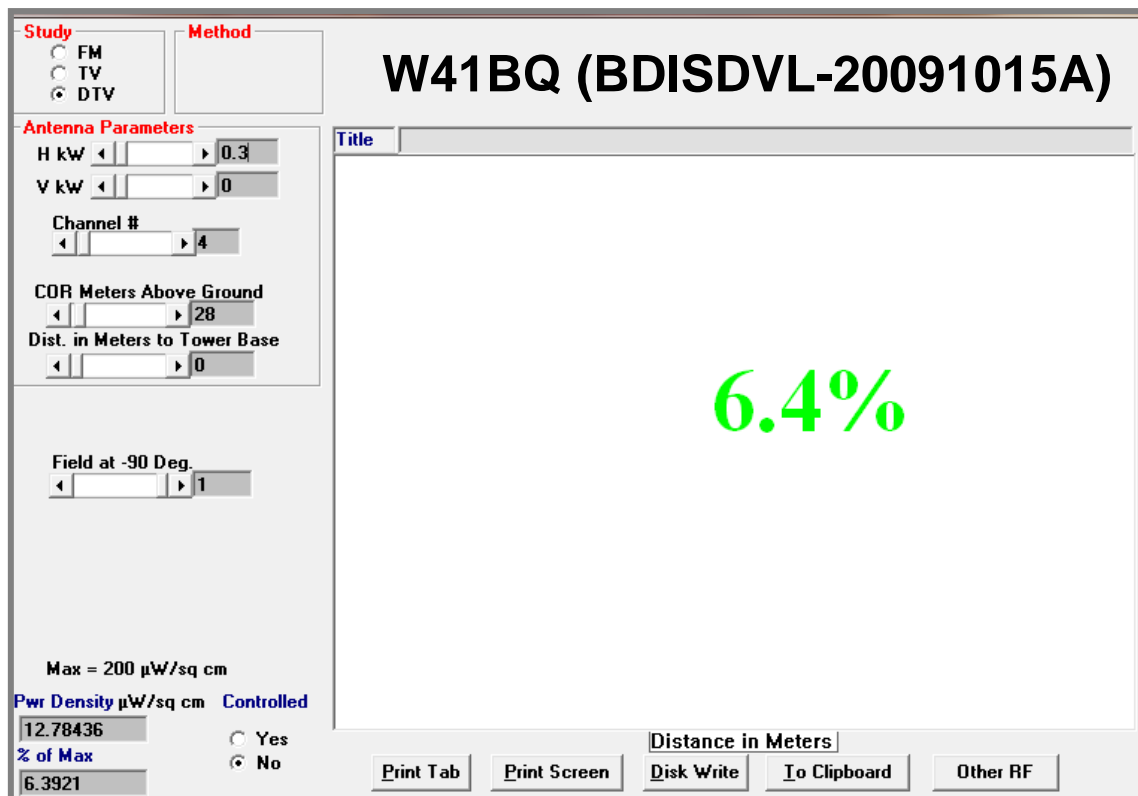 Study
FM
TV
DTV
Method
W41BQ (BDISDVL-20091015A)
Antenna Parameters
H kW 0.3
V kW 0
Channel #
4
COR Meters Above Ground
28
Dist. in Meters to Tower Base
0
Title
6.4%
Field at -90 Deg.
1
Max = 200 µW/sq cm
Pwr Density µW/sq cm
12.78436
% of Max
6.3921
Controlled
Yes
No
Distance in Meters
Print Tab
Print Screen
Disk Write
To Clipboard
Other RF